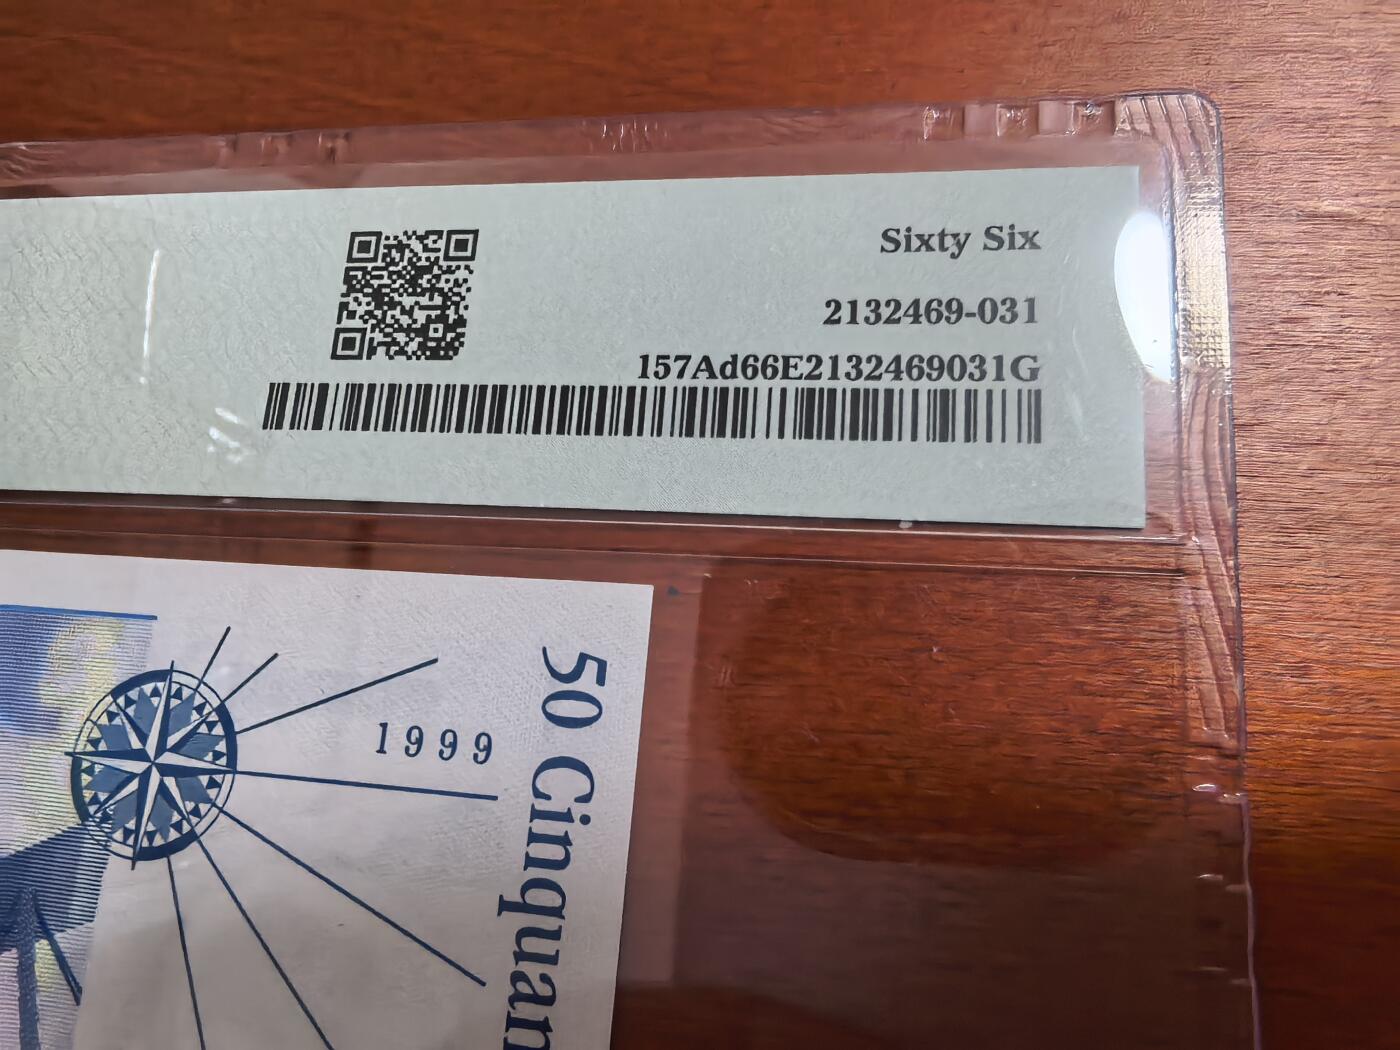 Sixty Six
2132469-031
157Ad66E2132469031G
1999
50 Cinquan